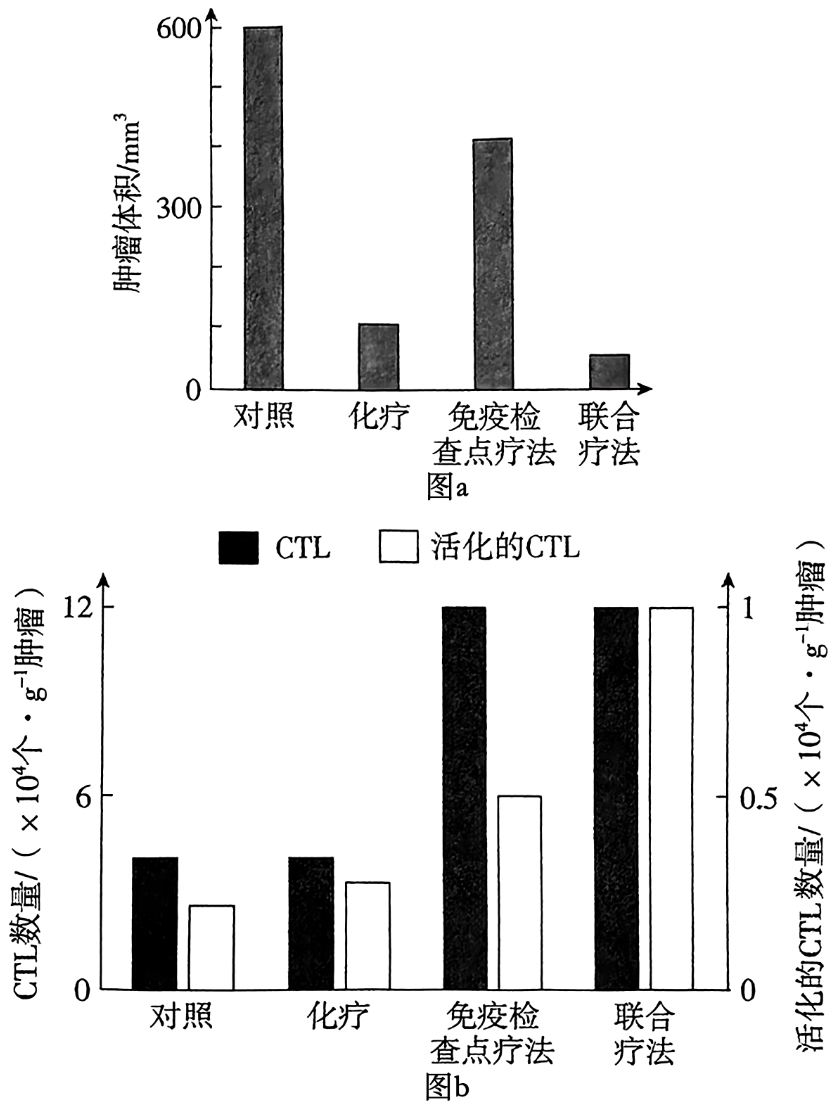 600
300
0
肿瘤体积/mm³
对照
化疗
免疫检
查点疗法
联合
疗法
图a
CTL
活化的CTL
CTL数量/（×10⁴个·g⁻¹肿瘤）
12
6
0
1
0.5
0
活化的CTL数量/（×10⁴个·g⁻¹肿瘤）
对照
化疗
免疫检
查点疗法
联合
疗法
图b